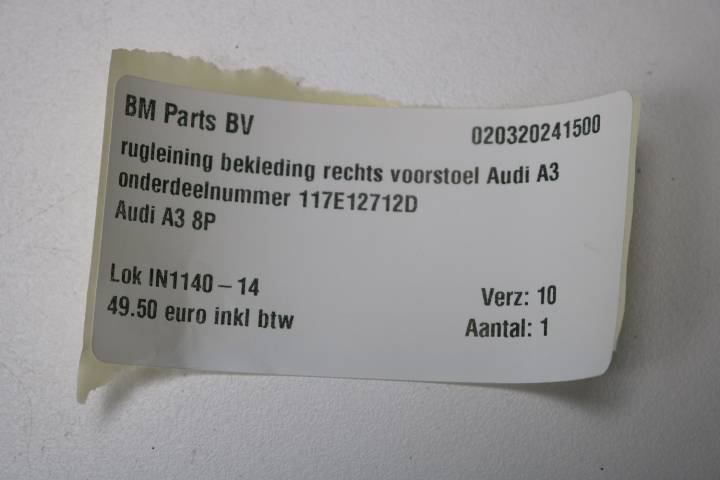 BM Parts BV
020320241500
rugleining bekleding rechts voorstoel Audi A3
onderdeelnummer 117E12712D
Audi A3 8P
Lok IN1140 – 14
Verz: 10
49.50 euro inkl btw
Aantal: 1